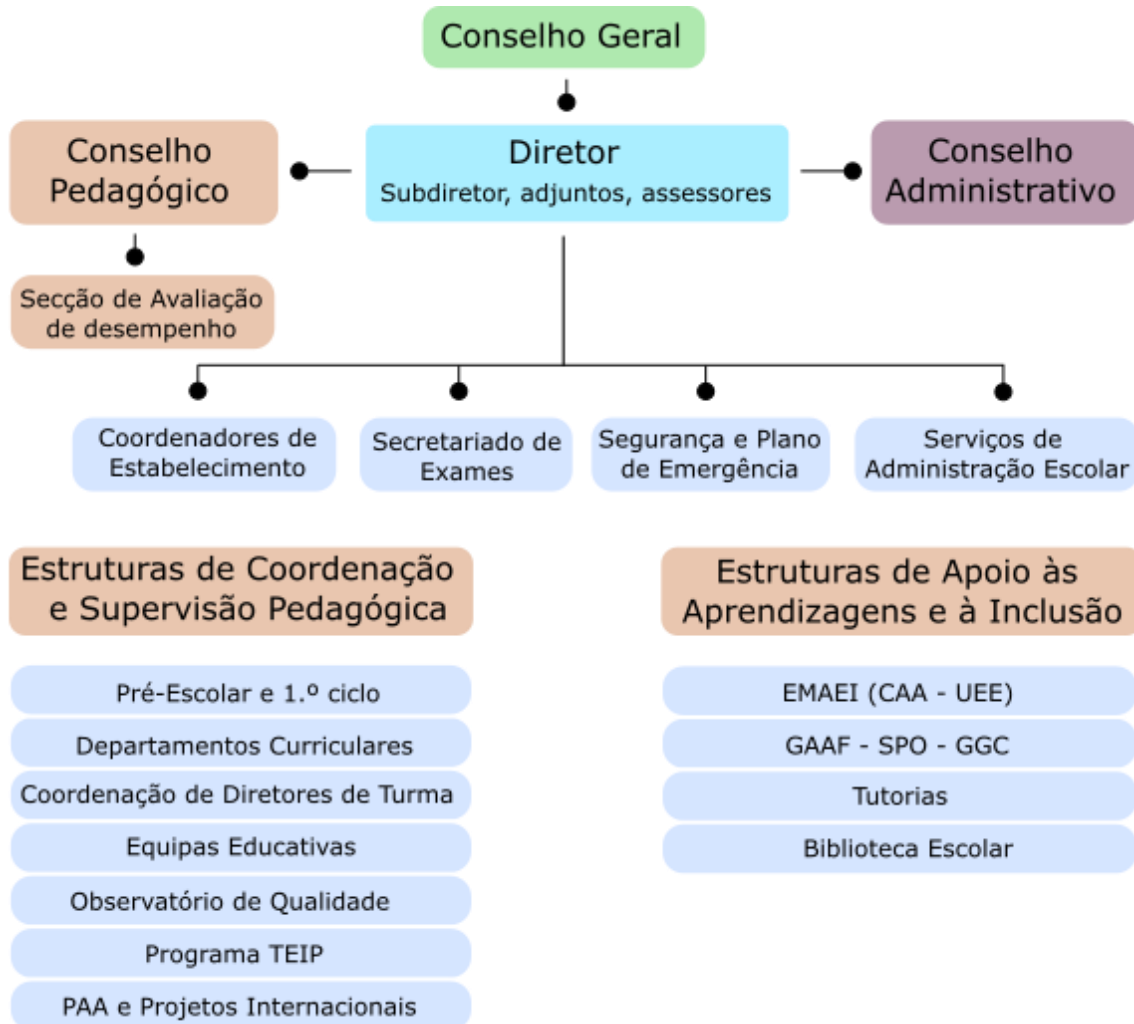 Conselho Geral
Conselho
Pedagógico
Diretor
Subdiretor, adjuntos, assessores
Conselho
Administrativo
Secção de Avaliação
de desempenho
Coordenadores de
Estabelecimento
Secretariado de
Exames
Segurança e Plano
de Emergência
Serviços de
Administração Escolar
Estruturas de Coordenação
e Supervisão Pedagógica
Pré-Escolar e 1.º ciclo
Departamentos Curriculares
Coordenação de Diretores de Turma
Equipas Educativas
Observatório de Qualidade
Programa TEIP
PAA e Projetos Internacionais
Estruturas de Apoio às
Aprendizagens e à Inclusão
EMAEI (CAA - UEE)
GAAF - SPO - GGC
Tutorias
Biblioteca Escolar